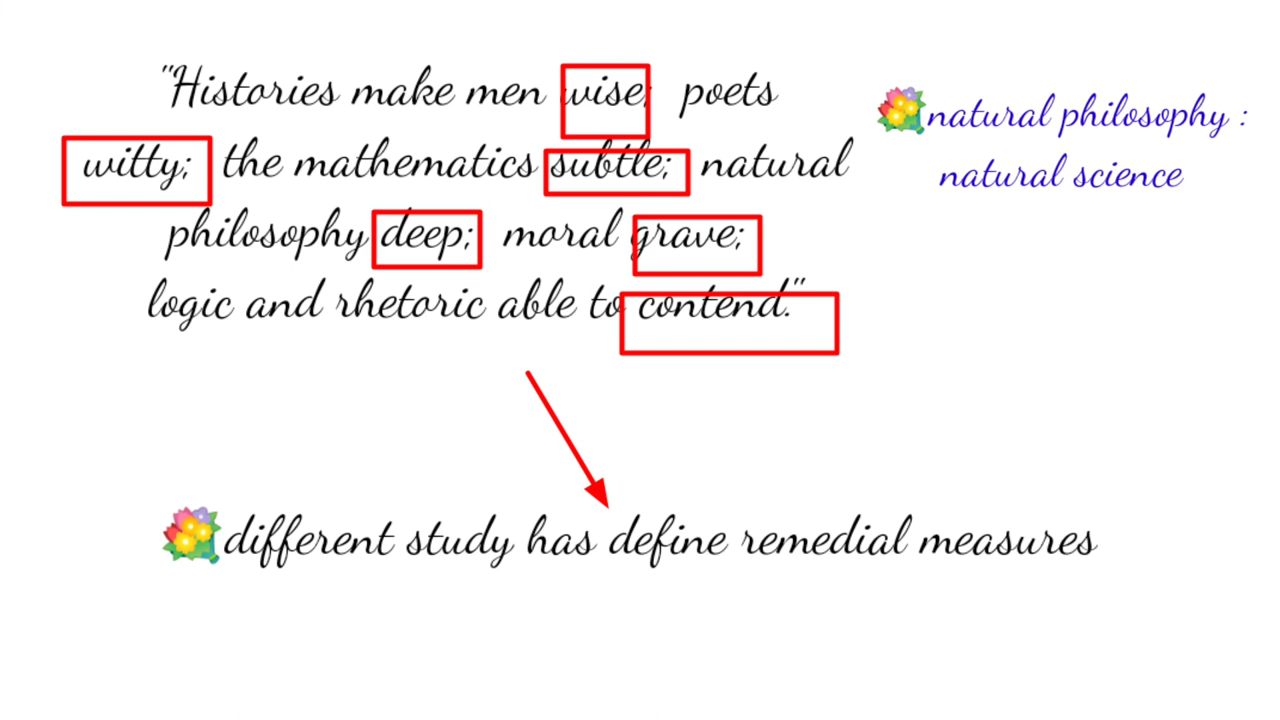 "Histories make men wise; poets
witty; the mathematics subtle; natural
philosophy deep; moral grave;
logic and rhetoric able to contend."
natural philosophy :
natural science
different study has define remedial measures